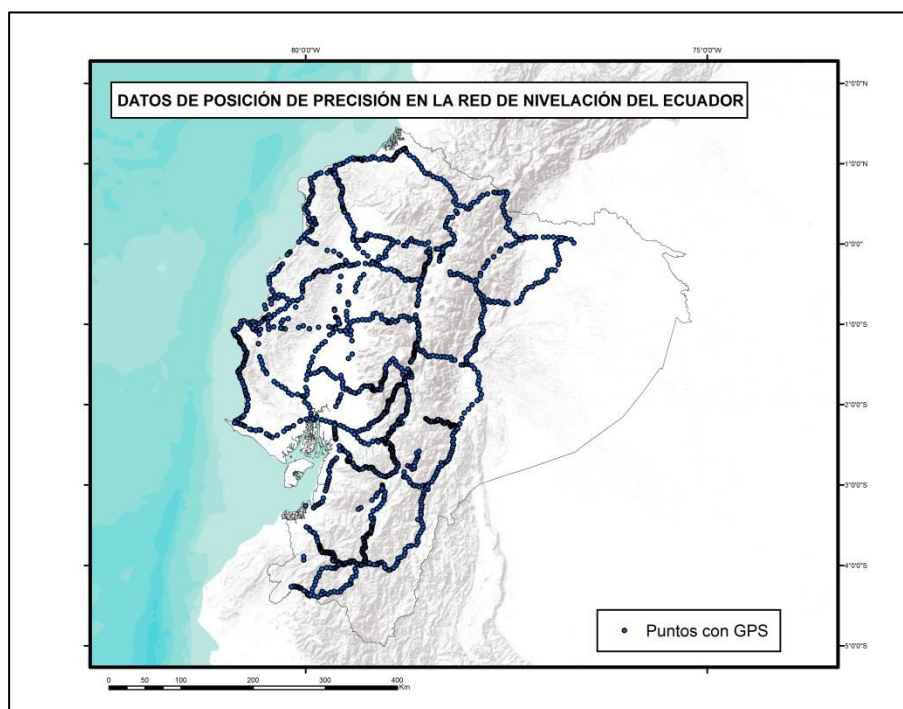 80°0'0"W 75°0'0"W
DATOS DE POSICIÓN DE PRECISIÓN EN LA RED DE NIVELACIÓN DEL ECUADOR
2°0'0"N
1°0'0"N
0°0'0"
1°0'0"S
2°0'0"S
3°0'0"S
4°0'0"S
Puntos con GPS
5°0'0"S
0 50 100 200 300 400
Km